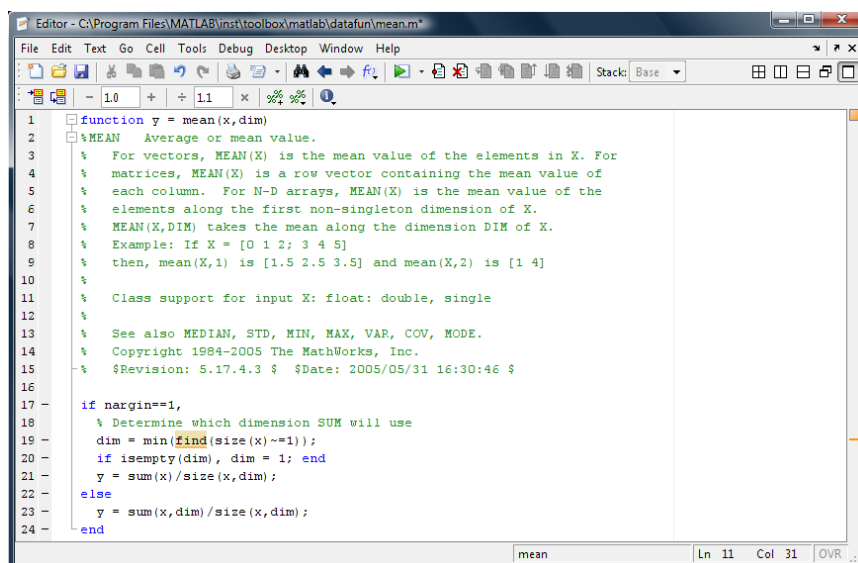 Editor - C:\Program Files\MATLAB\inst\toolbox\matlab\datafun\mean.m*
File Edit Text Go Cell Tools Debug Desktop Window Help
Stack: Base
- 1.0 + ÷ 1.1 ×
1 function y = mean(x,dim)
2 %MEAN Average or mean value.
3 % For vectors, MEAN(X) is the mean value of the elements in X. For
4 % matrices, MEAN(X) is a row vector containing the mean value of
5 % each column. For N-D arrays, MEAN(X) is the mean value of the
6 % elements along the first non-singleton dimension of X.
7 % MEAN(X,DIM) takes the mean along the dimension DIM of X.
8 % Example: If X = [0 1 2; 3 4 5]
9 % then, mean(X,1) is [1.5 2.5 3.5] and mean(X,2) is [1 4]
10 %
11 % Class support for input X: float: double, single
12 %
13 % See also MEDIAN, STD, MIN, MAX, VAR, COV, MODE.
14 % Copyright 1984-2005 The MathWorks, Inc.
15 % $Revision: 5.17.4.3 $ $Date: 2005/05/31 16:30:46 $
16
17 - if nargin==1,
18 % Determine which dimension SUM will use
19 - dim = min(find(size(x)~=1));
20 - if isempty(dim), dim = 1; end
21 - y = sum(x)/size(x,dim);
22 - else
23 - y = sum(x,dim)/size(x,dim);
24 - end
mean Ln 11 Col 31 OVR